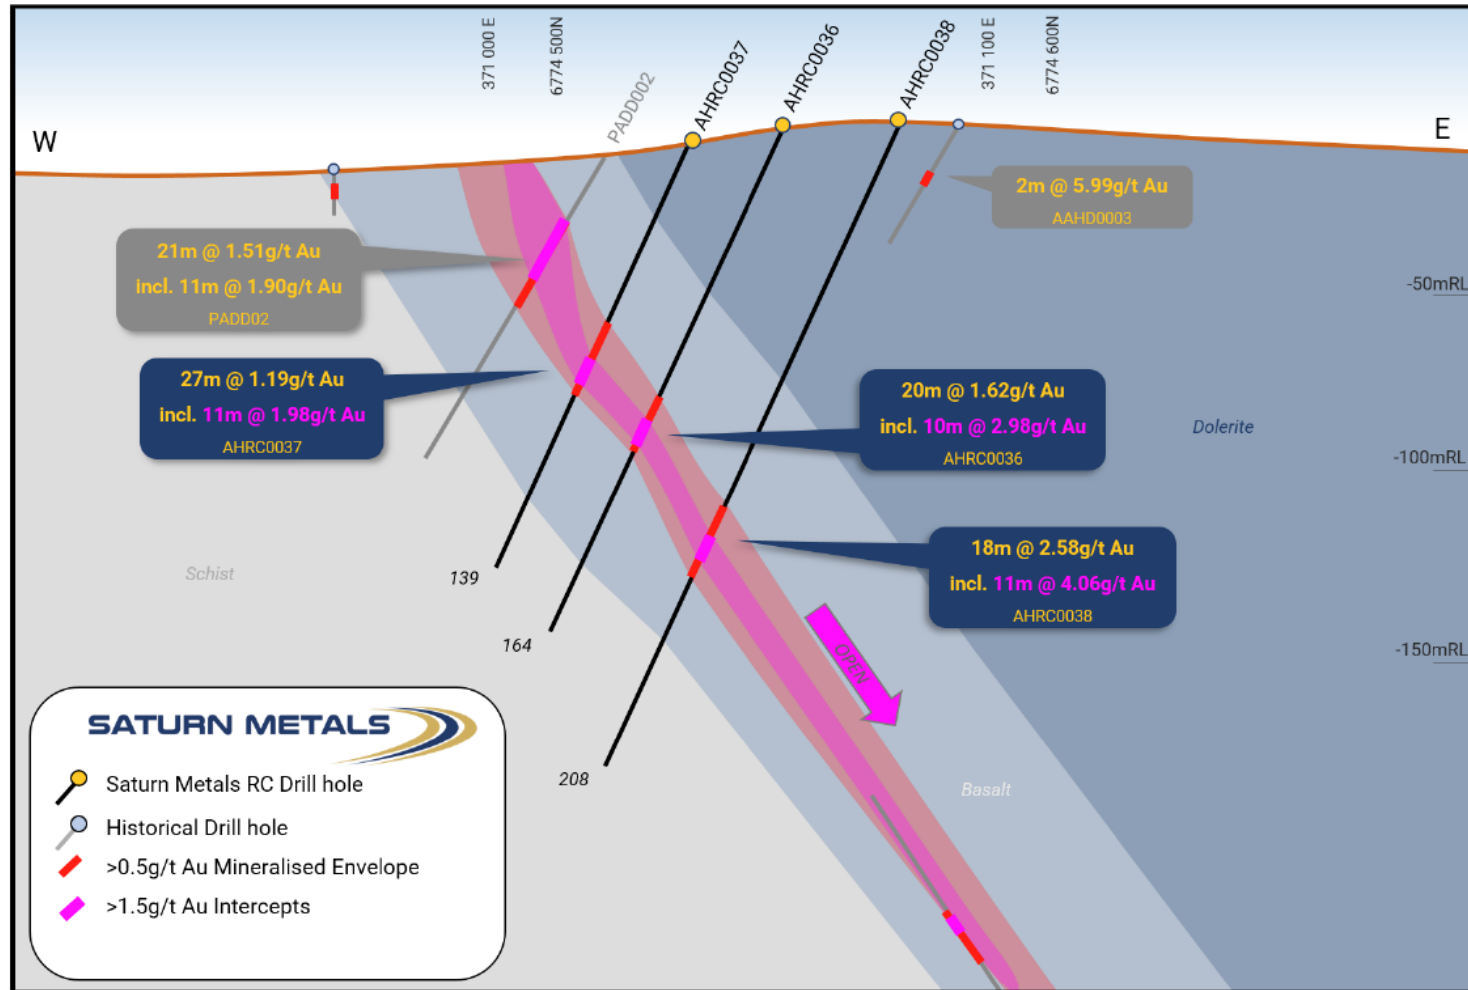 371 000 E
6774 500N
PADD002
AHRC0037
AHRC0036
AHRC0038
371 100 E
6774 600N
W
E
2m @ 5.99g/t Au
AAHD0003
21m @ 1.51g/t Au
incl. 11m @ 1.90g/t Au
PADD02
-50mRL
27m @ 1.19g/t Au
incl. 11m @ 1.98g/t Au
AHRC0037
20m @ 1.62g/t Au
incl. 10m @ 2.98g/t Au
AHRC0036
Dolerite
-100mRL
18m @ 2.58g/t Au
incl. 11m @ 4.06g/t Au
AHRC0038
Schist
139
164
OPEN
-150mRL
208
Basalt
SATURN METALS
Saturn Metals RC Drill hole
Historical Drill hole
>0.5g/t Au Mineralised Envelope
>1.5g/t Au Intercepts